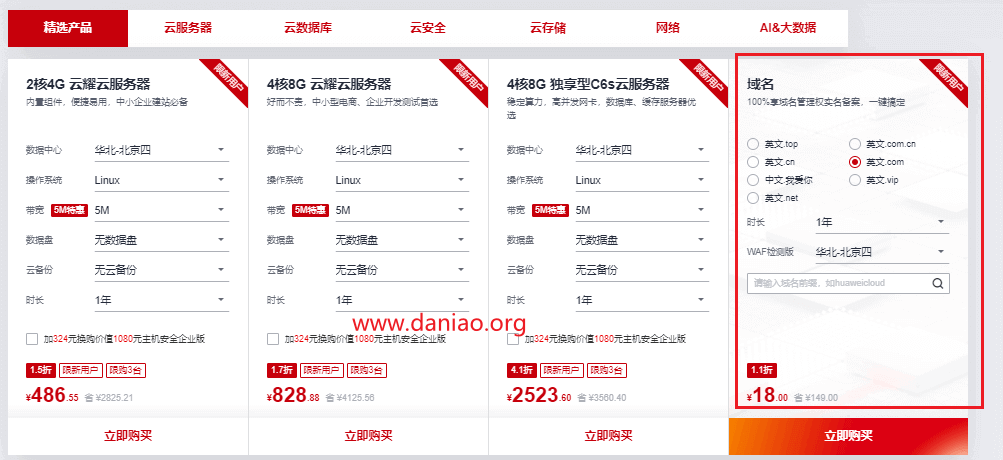 精选产品
云服务器
云数据库
云安全
云存储
网络
AI&大数据
2核4G 云耀云服务器
限新用户
内置组件，便捷易用，中小企业建站必备
数据中心
华北-北京四
操作系统
Linux
带宽 5M特惠 5M
数据盘
无数据盘
云备份
无云备份
时长
1年
加324元换购价值1080元主机安全企业版
1.5折 限新用户 限购3台
¥486.55 省 ¥2825.21
立即购买
4核8G 云耀云服务器
限新用户
好而不贵，中小型电商、企业开发测试首选
数据中心
华北-北京四
操作系统
Linux
带宽 5M特惠 5M
数据盘
无数据盘
云备份
无云备份
时长
1年
加324元换购价值1080元主机安全企业版
1.7折 限新用户 限购3台
¥828.88 省 ¥4125.56
立即购买
4核8G 独享型C6s云服务器
限新用户
稳定算力，高并发网卡，数据库、缓存服务器优
选
数据中心
华北-北京四
操作系统
Linux
带宽 5M特惠 5M
数据盘
无数据盘
云备份
无云备份
时长
1年
加324元换购价值1080元主机安全企业版
4.1折 限新用户 限购3台
¥2523.60 省 ¥3560.40
立即购买
域名
限新用户
100%享域名管理权实名备案，一键搞定
英文.top
英文.com.cn
英文.cn
英文.com
中文.我爱你
英文.vip
英文.net
时长
1年
WAF检测版
华北-北京四
请输入域名前缀，如huaweicloud
1.1折
¥18.00 省 ¥149.00
立即购买
www.daniao.org